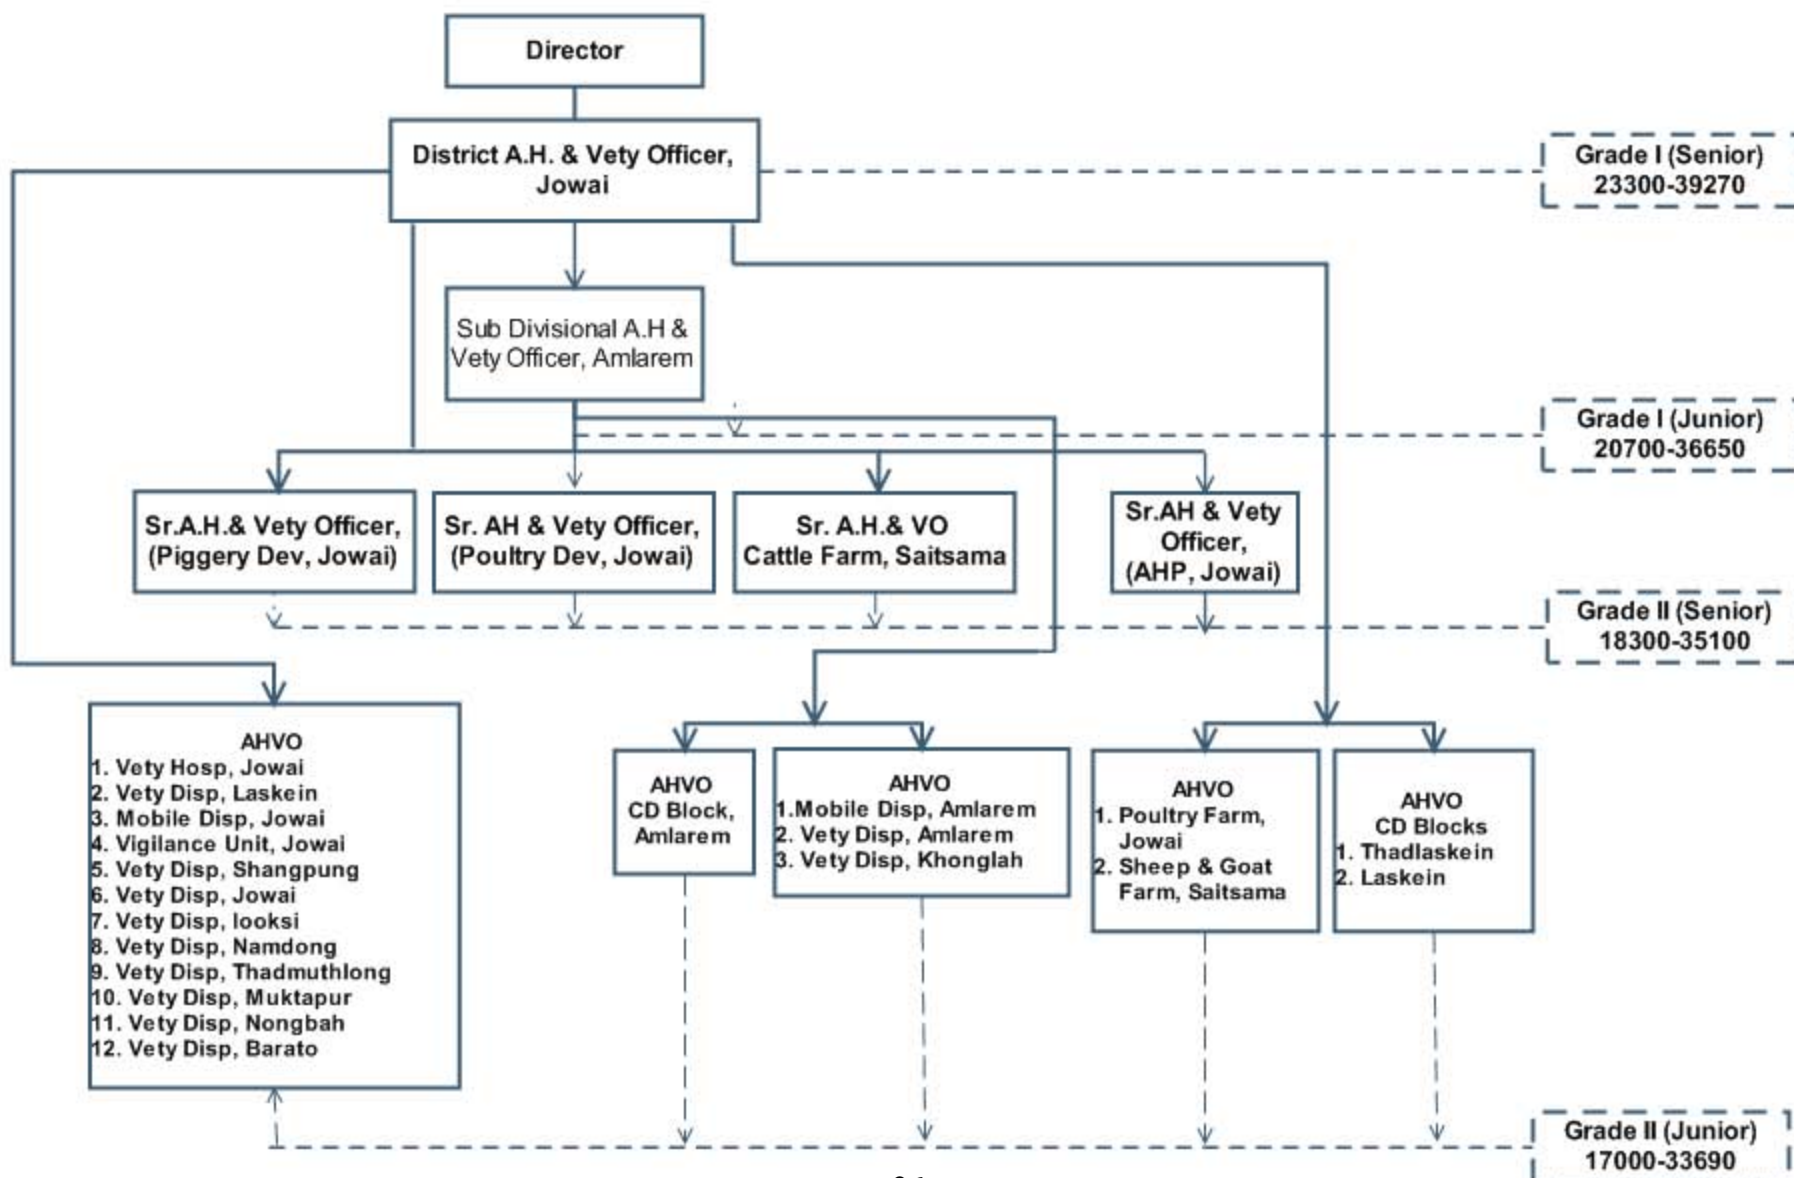 Director
District A.H. & Vety Officer,
Jowai
Grade I (Senior)
23300-39270
Sub Divisional A.H &
Vety Officer, Amlarem
Grade I (Junior)
20700-36650
Sr.A.H.& Vety Officer,
(Piggery Dev, Jowai)
Sr. AH & Vety Officer,
(Poultry Dev, Jowai)
Sr. A.H.& VO
Cattle Farm, Saitsama
Sr.AH & Vety
Officer,
(AHP, Jowai)
Grade II (Senior)
18300-35100
AHVO
1. Vety Hosp, Jowai
2. Vety Disp, Laskein
3. Mobile Disp, Jowai
4. Vigilance Unit, Jowai
5. Vety Disp, Shangpung
6. Vety Disp, Jowai
7. Vety Disp, Iooksi
8. Vety Disp, Namdong
9. Vety Disp, Thadmuthlong
10. Vety Disp, Muktapur
11. Vety Disp, Nongbah
12. Vety Disp, Barato
AHVO
CD Block,
Amlarem
AHVO
1.Mobile Disp, Amlarem
2. Vety Disp, Amlarem
3. Vety Disp, Khonglah
AHVO
1. Poultry Farm,
Jowai
2. Sheep & Goat
Farm, Saitsama
AHVO
CD Blocks
1. Thadlaskein
2. Laskein
Grade II (Junior)
17000-33690